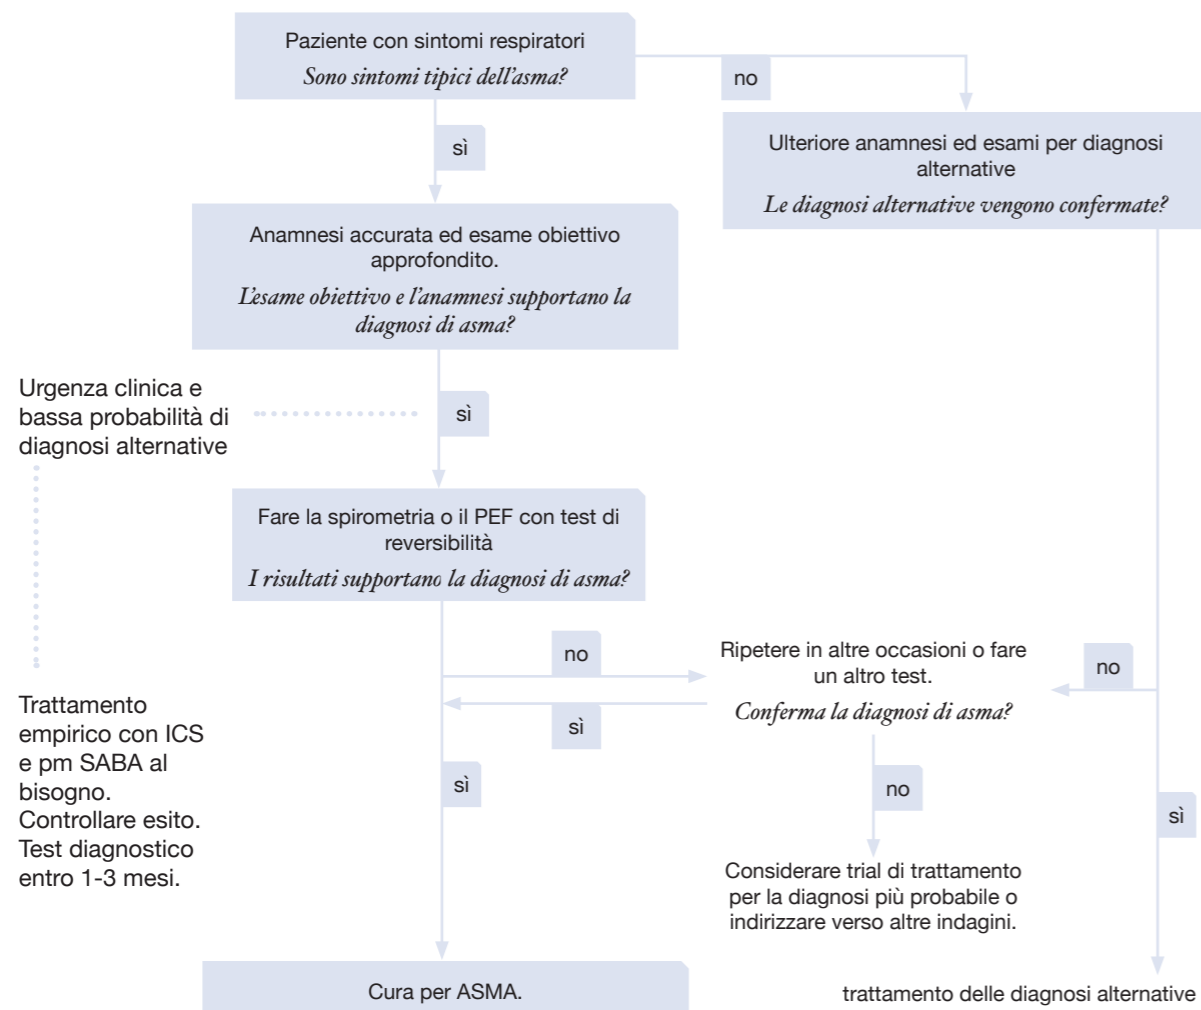 Paziente con sintomi respiratori
Sono sintomi tipici dell'asma?
no
sì
Ulteriore anamnesi ed esami per diagnosi
alternative
Le diagnosi alternative vengono confermate?
Anamnesi accurata ed esame obiettivo
approfondito.
L'esame obiettivo e l'anamnesi supportano la
diagnosi di asma?
Urgenza clinica e
bassa probabilità di
diagnosi alternative
sì
Fare la spirometria o il PEF con test di
reversibilità
I risultati supportano la diagnosi di asma?
no
Ripetere in altre occasioni o fare
un altro test.
Conferma la diagnosi di asma?
no
sì
Trattamento
empirico con ICS
e pm SABA al
bisogno.
Controllare esito.
Test diagnostico
entro 1-3 mesi.
sì
no
sì
Considerare trial di trattamento
per la diagnosi più probabile o
indirizzare verso altre indagini.
Cura per ASMA.
trattamento delle diagnosi alternative